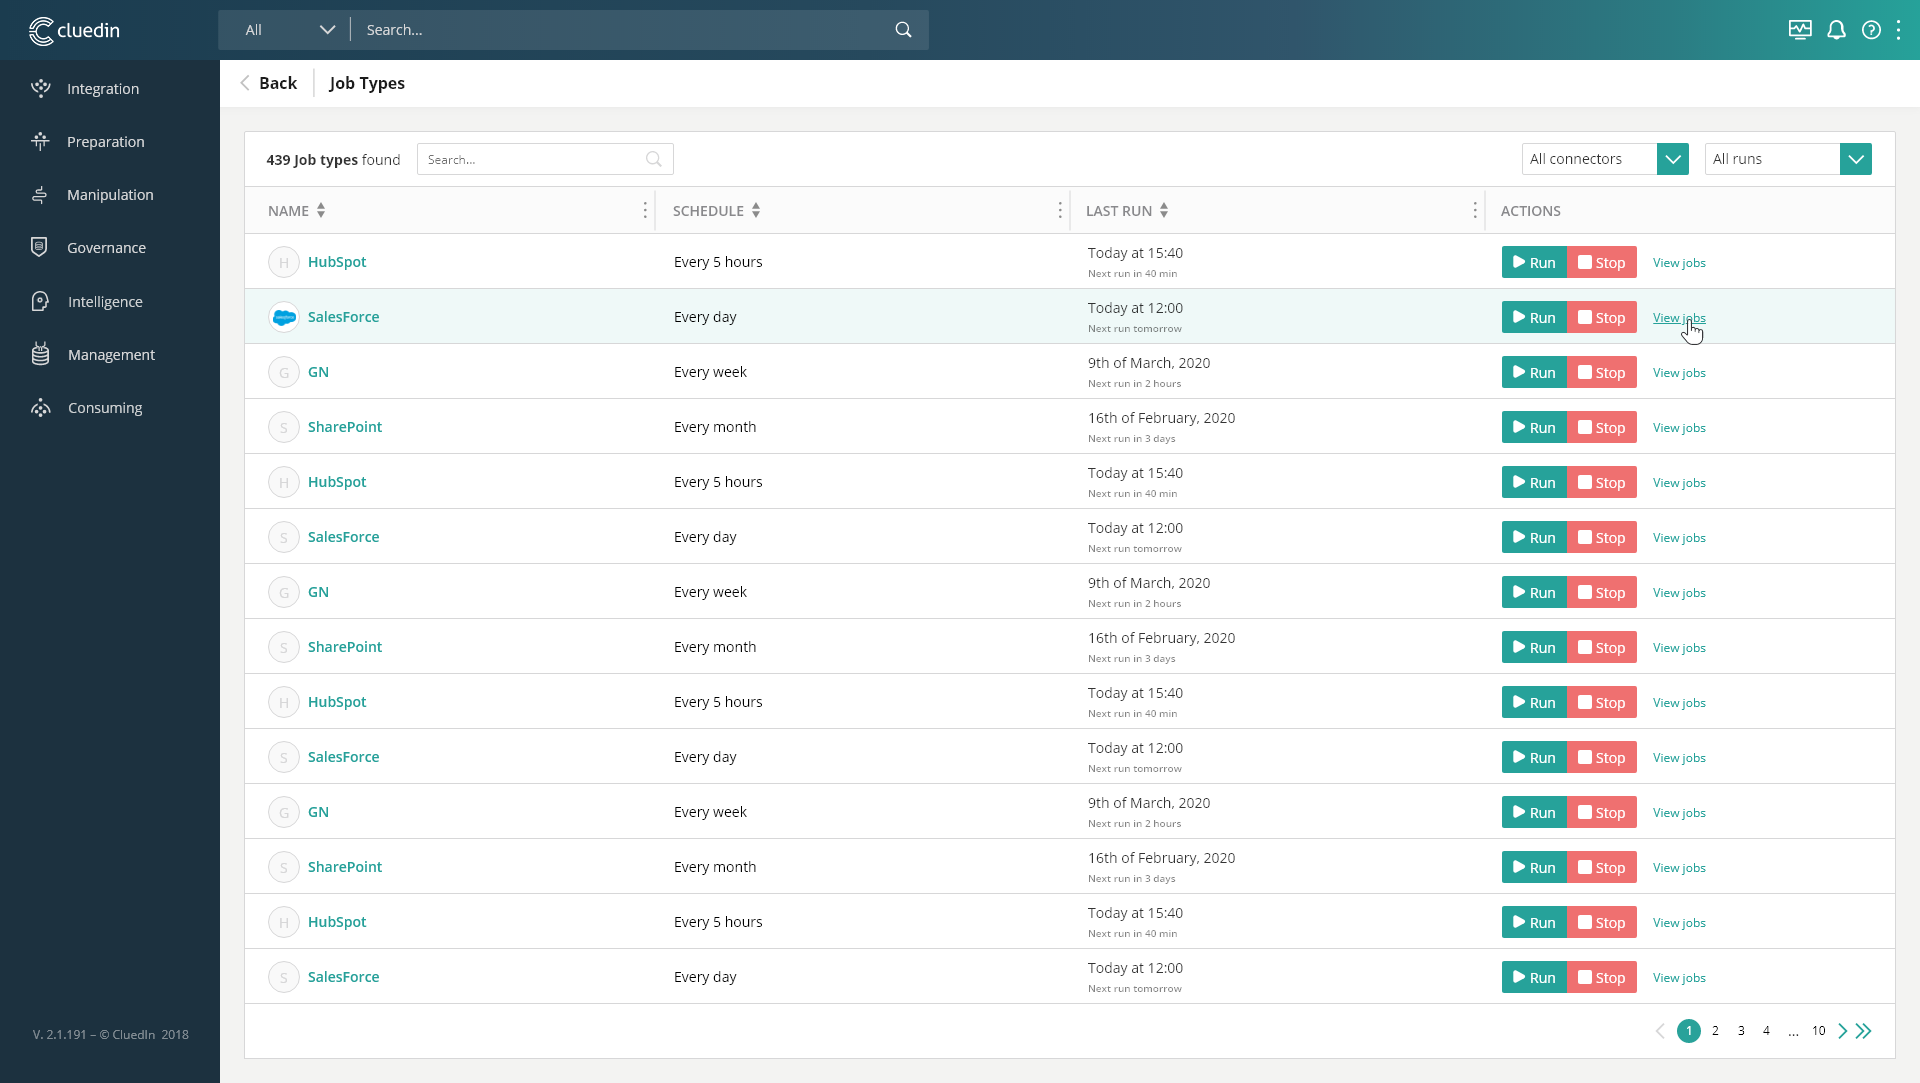 cluedin
All
Search...
Integration
Preparation
Manipulation
Governance
Intelligence
Management
Consuming
V. 2.1.191 – © CluedIn 2018
Back
Job Types
439 Job types found
Search...
All connectors
All runs
NAME SCHEDULE LAST RUN ACTIONS
H HubSpot Every 5 hours Today at 15:40 Run Stop View jobs
Next run in 40 min
SalesForce Every day Today at 12:00 Run Stop View jobs
Next run tomorrow
G GN Every week 9th of March, 2020 Run Stop View jobs
Next run in 2 hours
S SharePoint Every month 16th of February, 2020 Run Stop View jobs
Next run in 3 days
H HubSpot Every 5 hours Today at 15:40 Run Stop View jobs
Next run in 40 min
S SalesForce Every day Today at 12:00 Run Stop View jobs
Next run tomorrow
G GN Every week 9th of March, 2020 Run Stop View jobs
Next run in 2 hours
S SharePoint Every month 16th of February, 2020 Run Stop View jobs
Next run in 3 days
H HubSpot Every 5 hours Today at 15:40 Run Stop View jobs
Next run in 40 min
S SalesForce Every day Today at 12:00 Run Stop View jobs
Next run tomorrow
G GN Every week 9th of March, 2020 Run Stop View jobs
Next run in 2 hours
S SharePoint Every month 16th of February, 2020 Run Stop View jobs
Next run in 3 days
H HubSpot Every 5 hours Today at 15:40 Run Stop View jobs
Next run in 40 min
S SalesForce Every day Today at 12:00 Run Stop View jobs
Next run tomorrow
1 2 3 4 ... 10